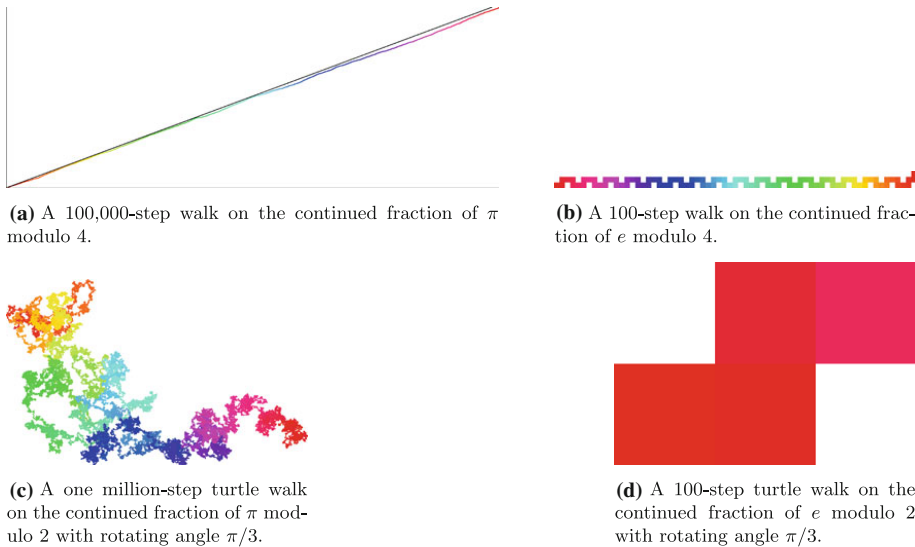 (a) A 100,000-step walk on the continued fraction of π
modulo 4.
(b) A 100-step walk on the continued frac-
tion of e modulo 4.
(c) A one million-step turtle walk
on the continued fraction of π mod-
ulo 2 with rotating angle π/3.
(d) A 100-step turtle walk on the
continued fraction of e modulo 2
with rotating angle π/3.